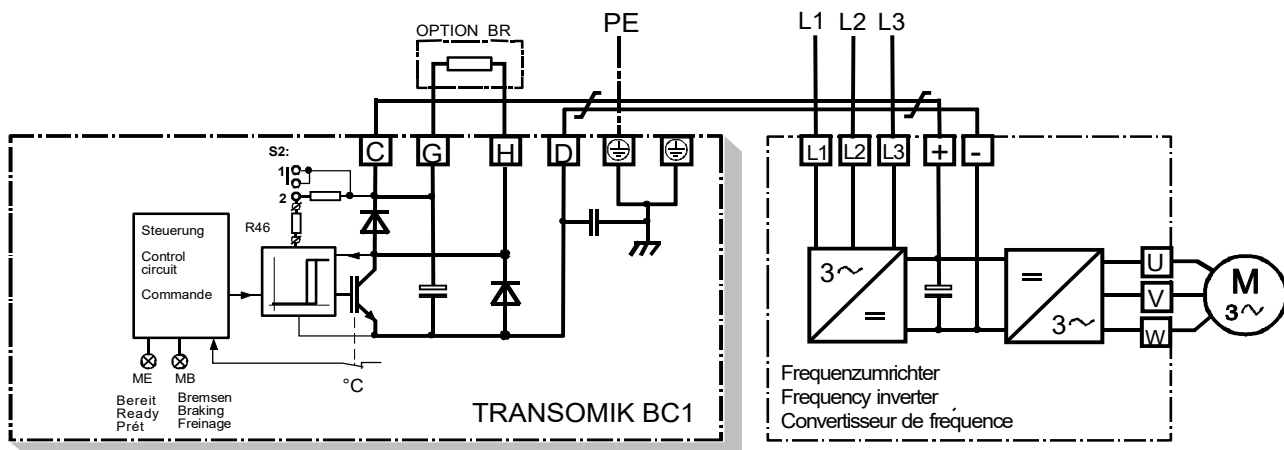 OPTION BR
PE
L1 L2 L3
C G H D
L1 L2 L3 + -
S2:
1
2
R46
Steuerung
Control
circuit
Commande
3~
=
=
3~
U
V
W
M
3~
ME
MB
°C
Bereit
Ready
Prét
Bremsen
Braking
Freinage
TRANSOMIK BC1
Frequenzumrichter
Frequency inverter
Convertisseur de fréquence